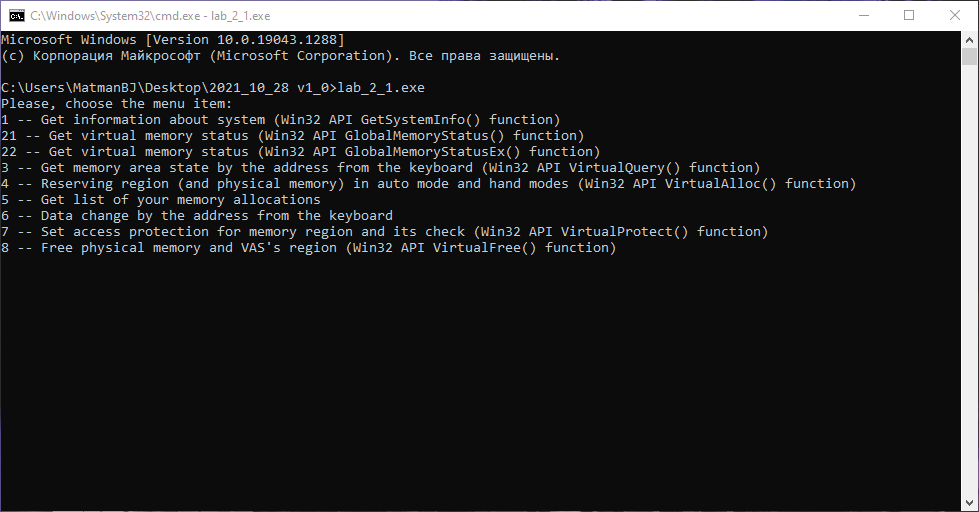 C:\Windows\System32\cmd.exe - lab_2_1.exe
Microsoft Windows [Version 10.0.19043.1288]
(c) Корпорация Майкрософт (Microsoft Corporation). Все права защищены.
C:\Users\MatmanBJ\Desktop\2021_10_28 v1_0>lab_2_1.exe
Please, choose the menu item:
1 -- Get information about system (Win32 API GetSystemInfo() function)
21 -- Get virtual memory status (Win32 API GlobalMemoryStatus() function)
22 -- Get virtual memory status (Win32 API GlobalMemoryStatusEx() function)
3 -- Get memory area state by the address from the keyboard (Win32 API VirtualQuery() function)
4 -- Reserving region (and physical memory) in auto mode and hand modes (Win32 API VirtualAlloc() function)
5 -- Get list of your memory allocations
6 -- Data change by the address from the keyboard
7 -- Set access protection for memory region and its check (Win32 API VirtualProtect() function)
8 -- Free physical memory and VAS's region (Win32 API VirtualFree() function)